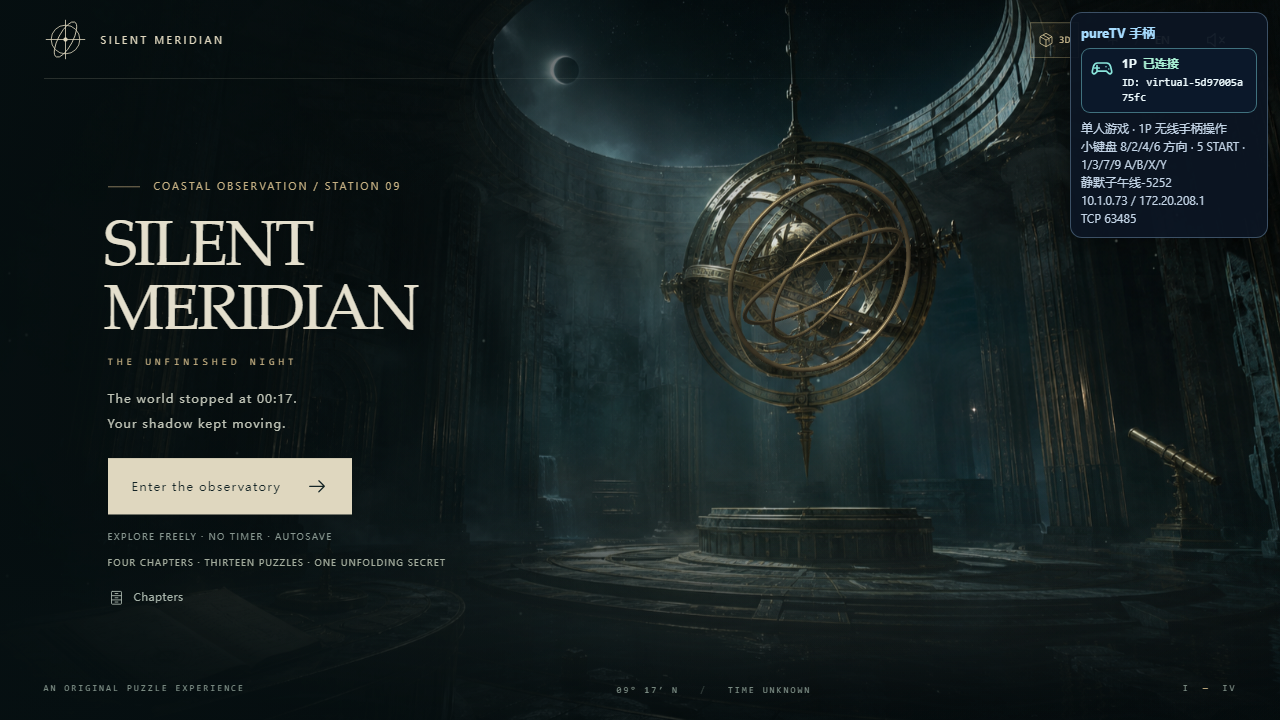 SILENT MERIDIAN
3D
COASTAL OBSERVATION / STATION 09
SILENT
MERIDIAN
THE UNFINISHED NIGHT
The world stopped at 00:17.
Your shadow kept moving.
Enter the observatory
EXPLORE FREELY · NO TIMER · AUTOSAVE
FOUR CHAPTERS · THIRTEEN PUZZLES · ONE UNFOLDING SECRET
Chapters
AN ORIGINAL PUZZLE EXPERIENCE
09° 17′ N / TIME UNKNOWN
I — IV
pureTV 手柄
1P 已连接
ID: virtual-5d97005a
75fc
单人游戏 · 1P 无线手柄操作
小键盘 8/2/4/6 方向 · 5 START ·
1/3/7/9 A/B/X/Y
静默子午线-5252
10.1.0.73 / 172.20.208.1
TCP 63485